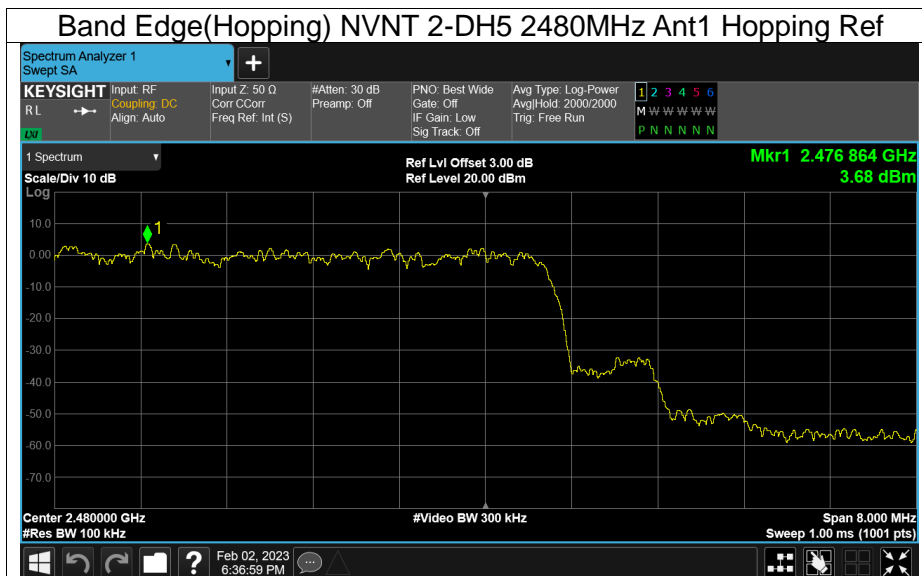 Band Edge(Hopping) NVNT 2-DH5 2480MHz Ant1 Hopping Ref
Spectrum Analyzer 1
Swept SA
+
KEYSIGHT
R L
LXI
Input: RF
Coupling: DC
Align: Auto
Input Z: 50 Ω
Corr CCorr
Freq Ref: Int (S)
#Atten: 30 dB
Preamp: Off
PNO: Best Wide
Gate: Off
IF Gain: Low
Sig Track: Off
Avg Type: Log-Power
Avg|Hold: 2000/2000
Trig: Free Run
1 2 3 4 5 6
M W W W W W
P N N N N N
1 Spectrum
Scale/Div 10 dB
Ref Lvl Offset 3.00 dB
Ref Level 20.00 dBm
Mkr1 2.476 864 GHz
3.68 dBm
Log
10.0
0.00
-10.0
-20.0
-30.0
-40.0
-50.0
-60.0
-70.0
1
Center 2.480000 GHz
#Res BW 100 kHz
#Video BW 300 kHz
Span 8.000 MHz
Sweep 1.00 ms (1001 pts)
?
Feb 02, 2023
6:36:59 PM